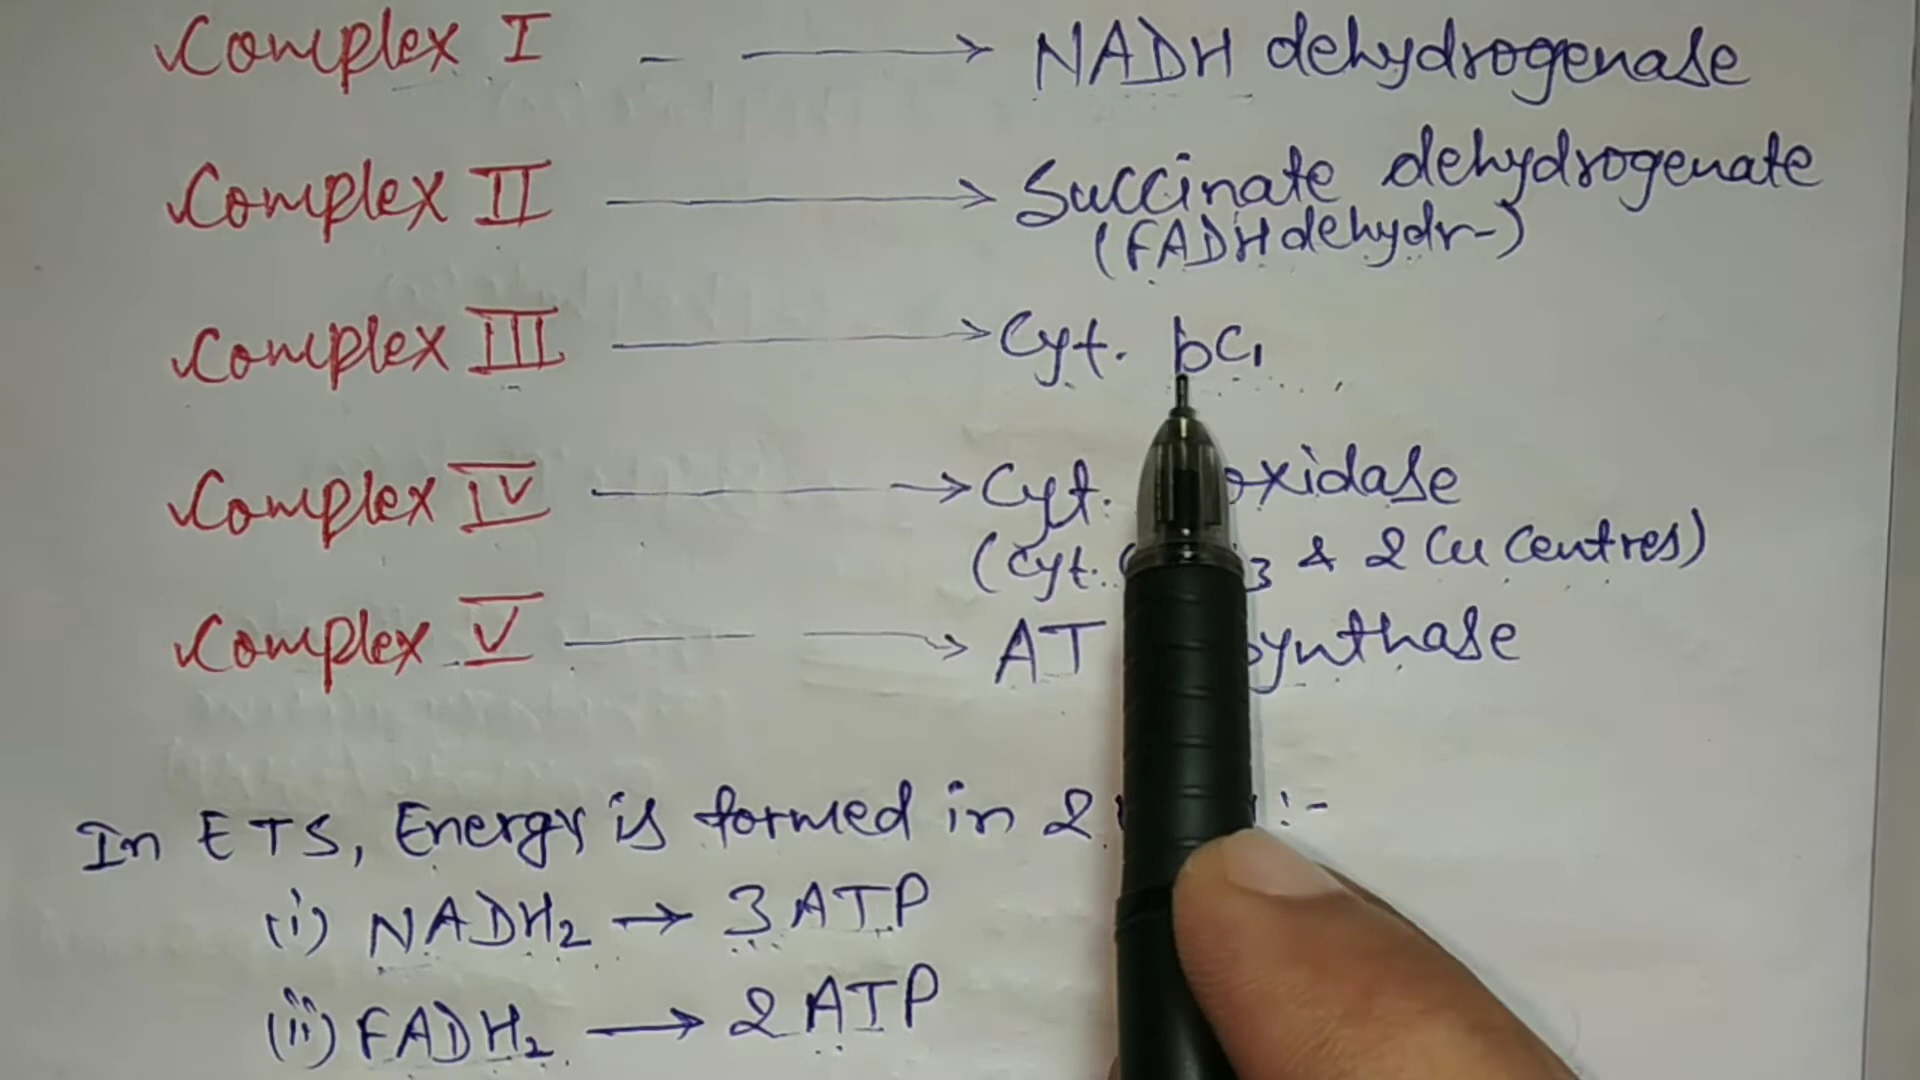 Complex I - → NADH dehydrogenase
Complex II → Succinate dehydrogenate
(FADH dehydr-)
Complex III → Cyt. bc₁
Complex IV → Cyt. oxidase
(Cyt. 3 & 2 Cu Centres)
Complex V → AT synthase
In ETS, Energy is formed in 2 :-
(i) NADH₂ → 3 ATP
(ii) FADH₂ → 2 ATP